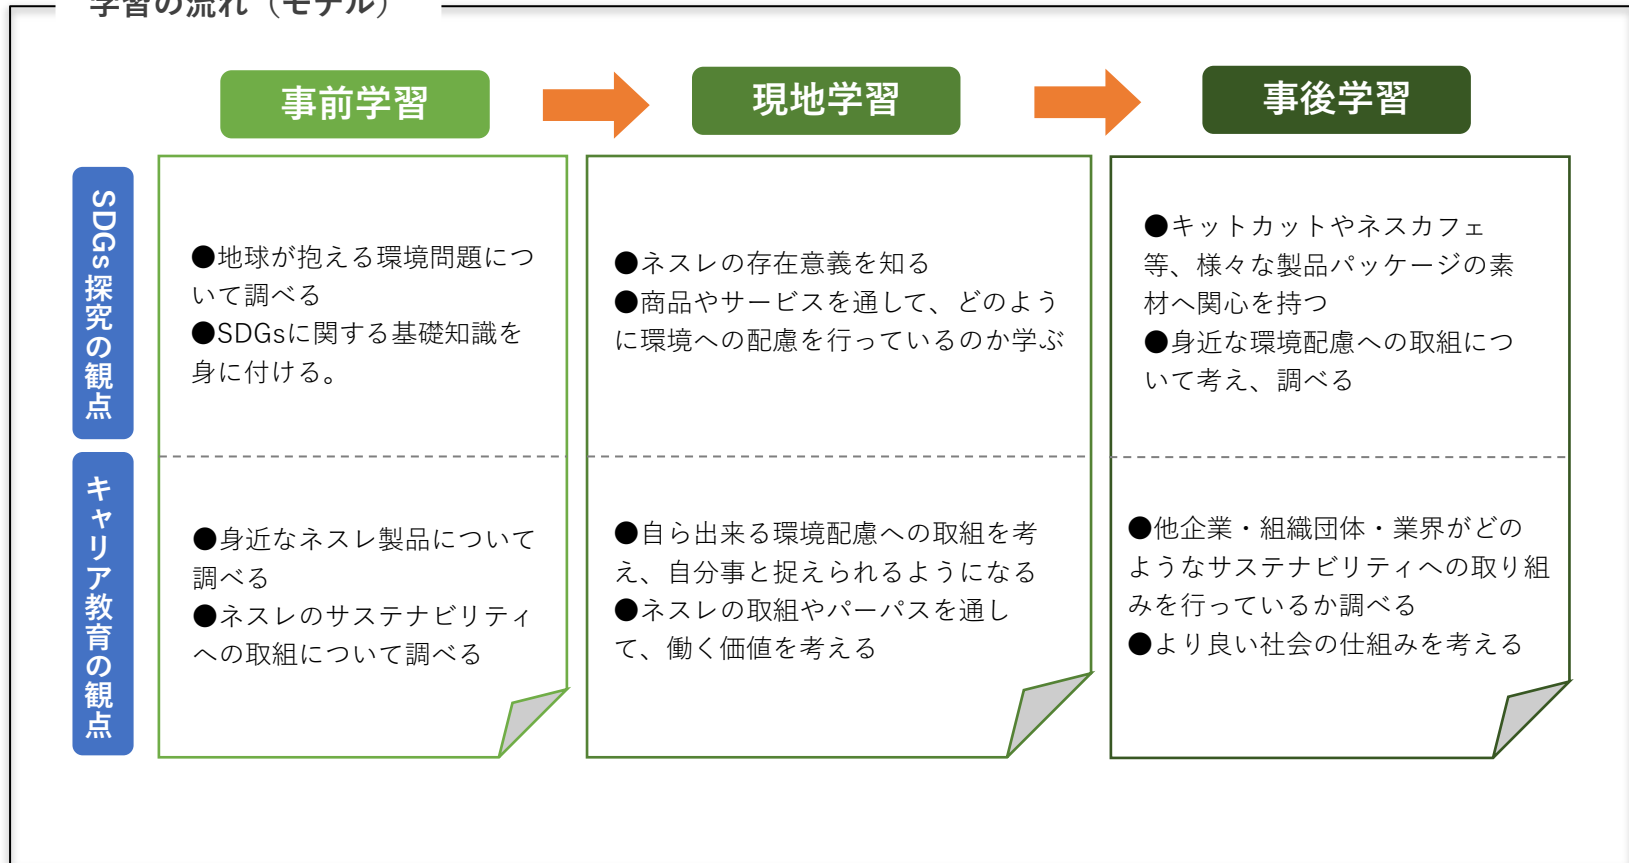 学習の流れ（モデル）
事前学習
現地学習
事後学習
SDGs探究の観点
●地球が抱える環境問題につ
いて調べる
●SDGsに関する基礎知識を
身に付ける。
●ネスレの存在意義を知る
●商品やサービスを通して、どのよう
に環境への配慮を行っているのか学ぶ
●キットカットやネスカフェ
等、様々な製品パッケージの素
材へ関心を持つ
●身近な環境配慮への取組につ
いて考え、調べる
キャリア教育の観点
●身近なネスレ製品について
調べる
●ネスレのサステナビリティ
への取組について調べる
●自ら出来る環境配慮への取組を考
え、自分事と捉えられるようになる
●ネスレの取組やパーパスを通し
て、働く価値を考える
●他企業・組織団体・業界がどの
ようなサステナビリティへの取り組
みを行っているか調べる
●より良い社会の仕組みを考える